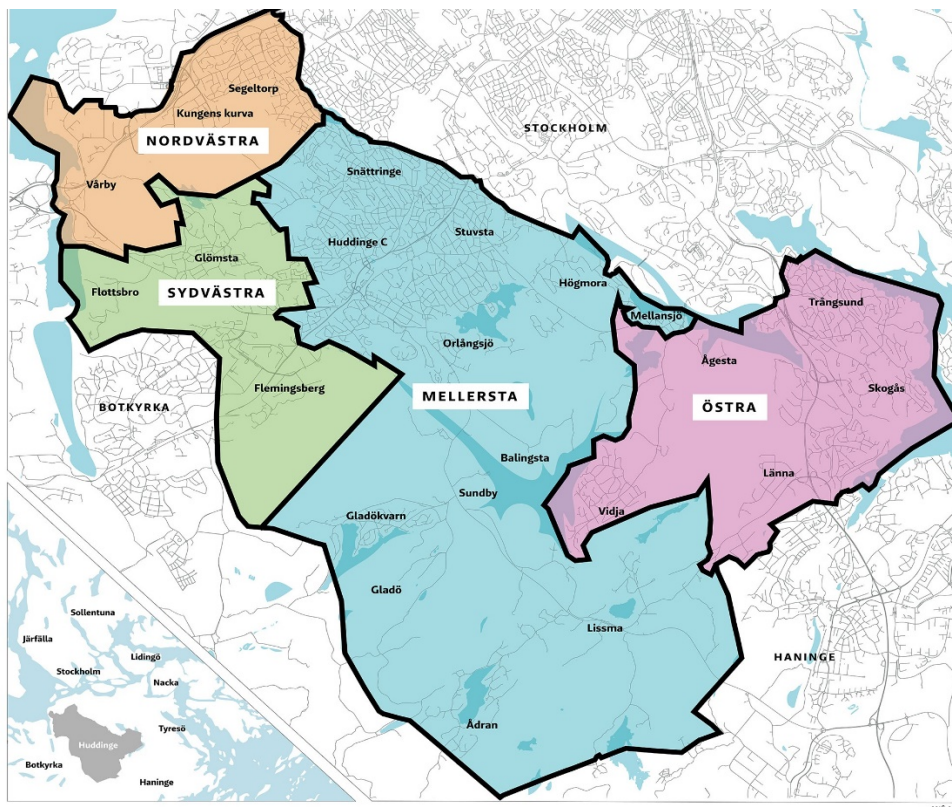 Segeltorp
Kungens kurva
STOCKHOLM
NORDVÄSTRA
Snättringe
Vårby
Stuvsta
Huddinge C
Glömsta
Högmora
Flottsbro
SYDVÄSTRA
Trångsund
Mellansjö
Orlångsjö
Ågesta
Flemingsberg
Skogås
MELLERSTA
BOTKYRKA
ÖSTRA
Balingsta
Länna
Sundby
Vidja
Gladökvarn
Gladö
Lissma
HANINGE
Ådran
Sollentuna
Järfälla
Lidingö
Stockholm
Nacka
Tyresö
Huddinge
Botkyrka
Haninge